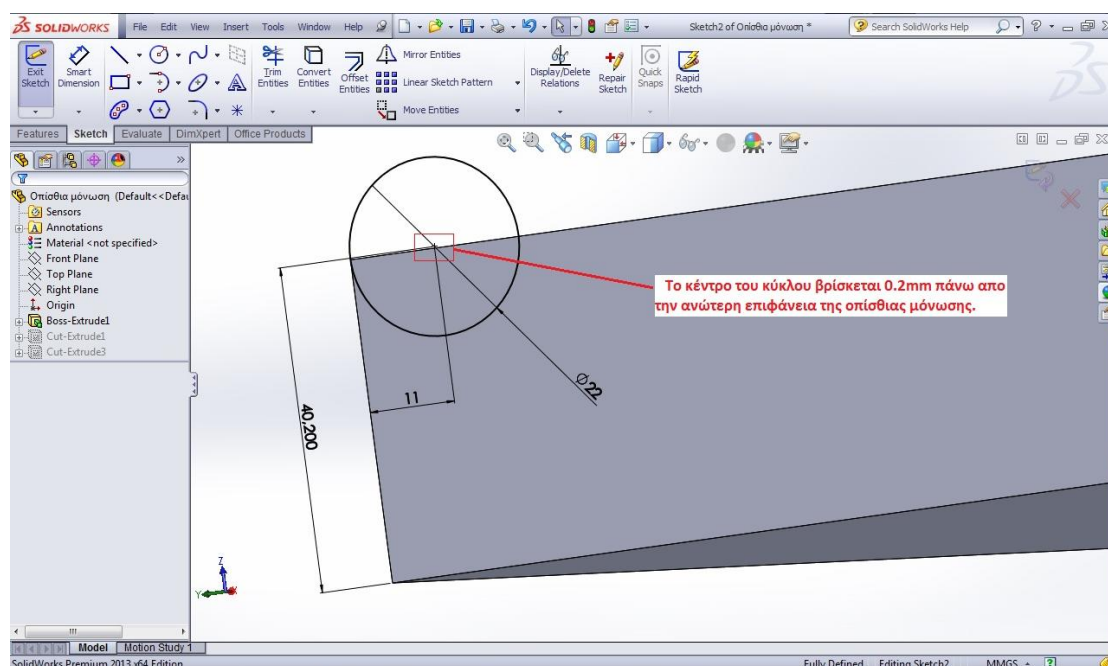 SOLIDWORKS File Edit View Insert Tools Window Help Sketch2 of Οπίσθια μόνωση * Search SolidWorks Help
Exit Sketch
Smart Dimension
Trim Entities
Convert Entities
Offset Entities
Mirror Entities
Linear Sketch Pattern
Move Entities
Display/Delete Relations
Repair Sketch
Quick Snaps
Rapid Sketch
Features Sketch Evaluate DimXpert Office Products
Οπίσθια μόνωση (Default<<Defau
Sensors
Annotations
Material <not specified>
Front Plane
Top Plane
Right Plane
Origin
Boss-Extrude1
Cut-Extrude1
Cut-Extrude3
Το κέντρο του κύκλου βρίσκεται 0.2mm πάνω απο
την ανώτερη επιφάνεια της οπίσθιας μόνωσης.
Ø22
11
40,200
Z
Y
Model Motion Study 1
SolidWorks Premium 2013 x64 Edition Fully Defined Editing Sketch2 MMGS